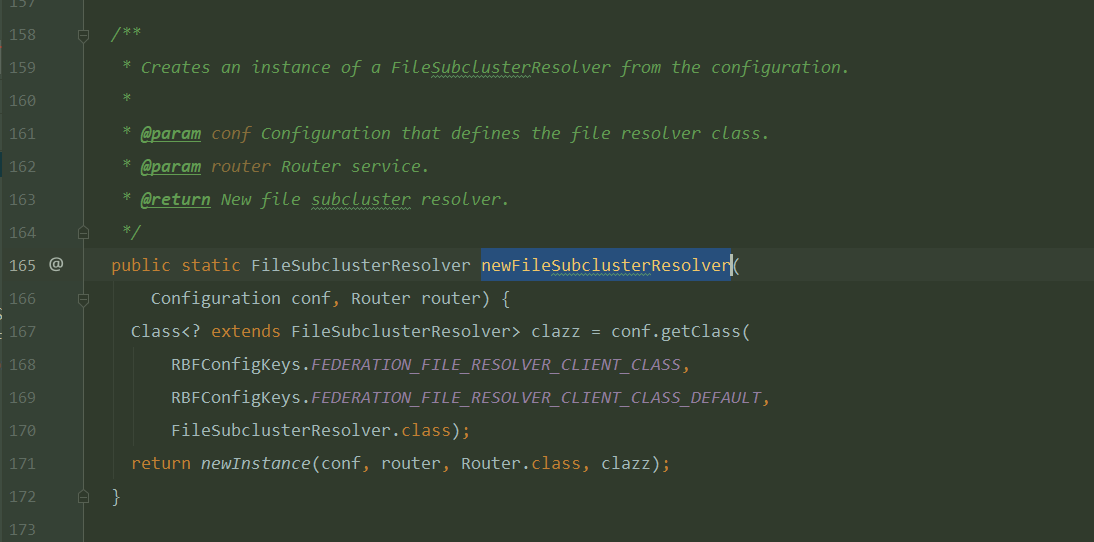 157
158 /**
159 * Creates an instance of a FileSubclusterResolver from the configuration.
160 *
161 * @param conf Configuration that defines the file resolver class.
162 * @param router Router service.
163 * @return New file subcluster resolver.
164 */
165 @ public static FileSubclusterResolver newFileSubclusterResolver(
166 Configuration conf, Router router) {
167 Class<? extends FileSubclusterResolver> clazz = conf.getClass(
168 RBFConfigKeys.FEDERATION_FILE_RESOLVER_CLIENT_CLASS,
169 RBFConfigKeys.FEDERATION_FILE_RESOLVER_CLIENT_CLASS_DEFAULT,
170 FileSubclusterResolver.class);
171 return newInstance(conf, router, Router.class, clazz);
172 }
173